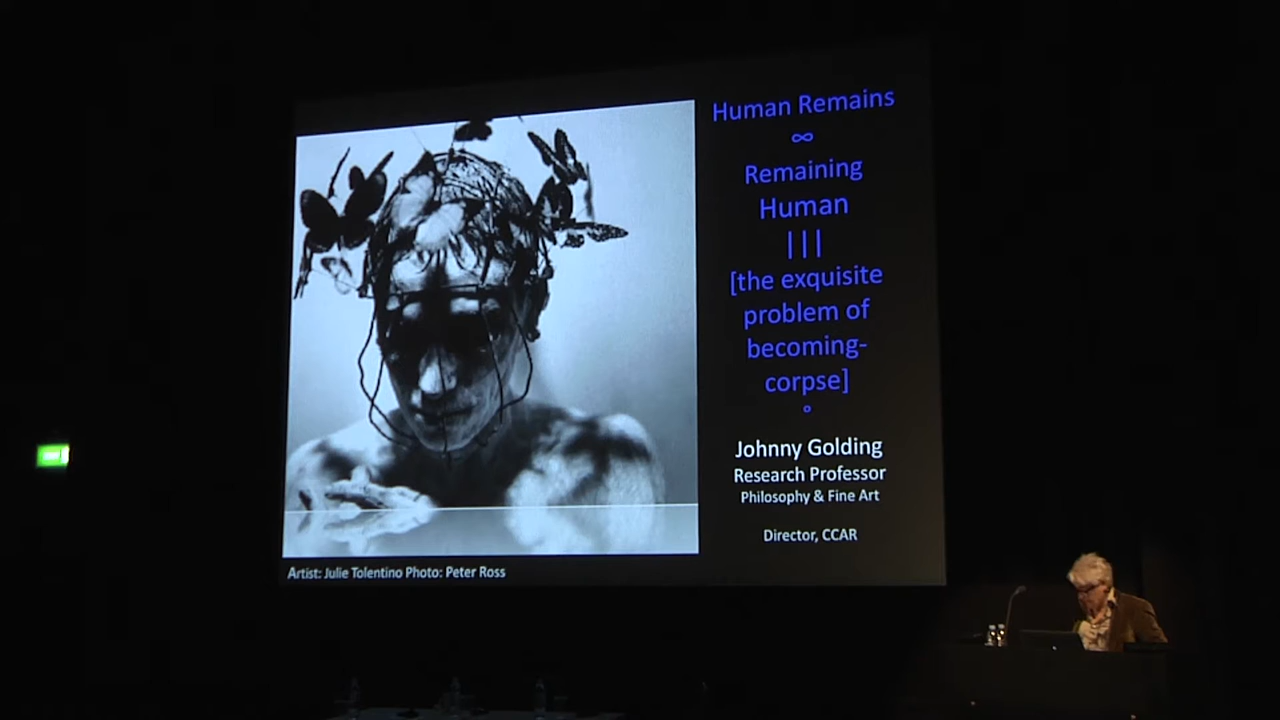 Human Remains
∞
Remaining
Human
|||
[the exquisite
problem of
becoming-
corpse]
°
Johnny Golding
Research Professor
Philosophy & Fine Art
Director, CCAR
Artist: Julie Tolentino Photo: Peter Ross